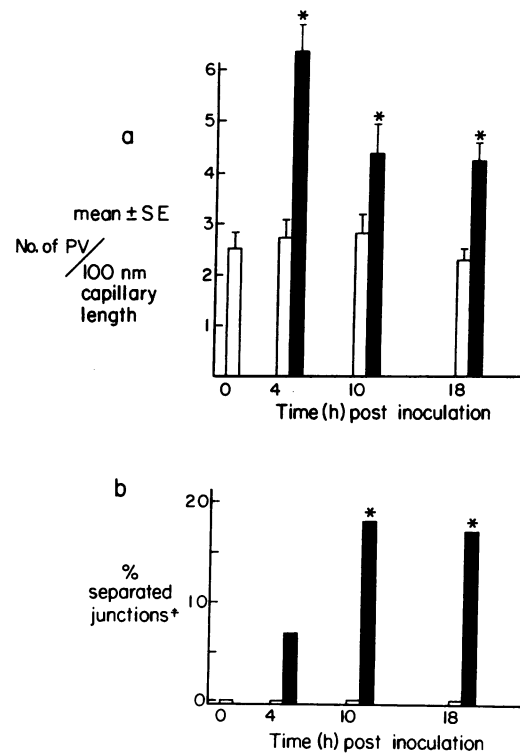 a
*
*
*
6
5
4
3
2
1
mean ± SE
No. of PV/
100 nm
capillary
length
0 4 10 18
Time (h) post inoculation
b
*
*
20
10
0
%
separated
junctions+
0 4 10 18
Time (h) post inoculation